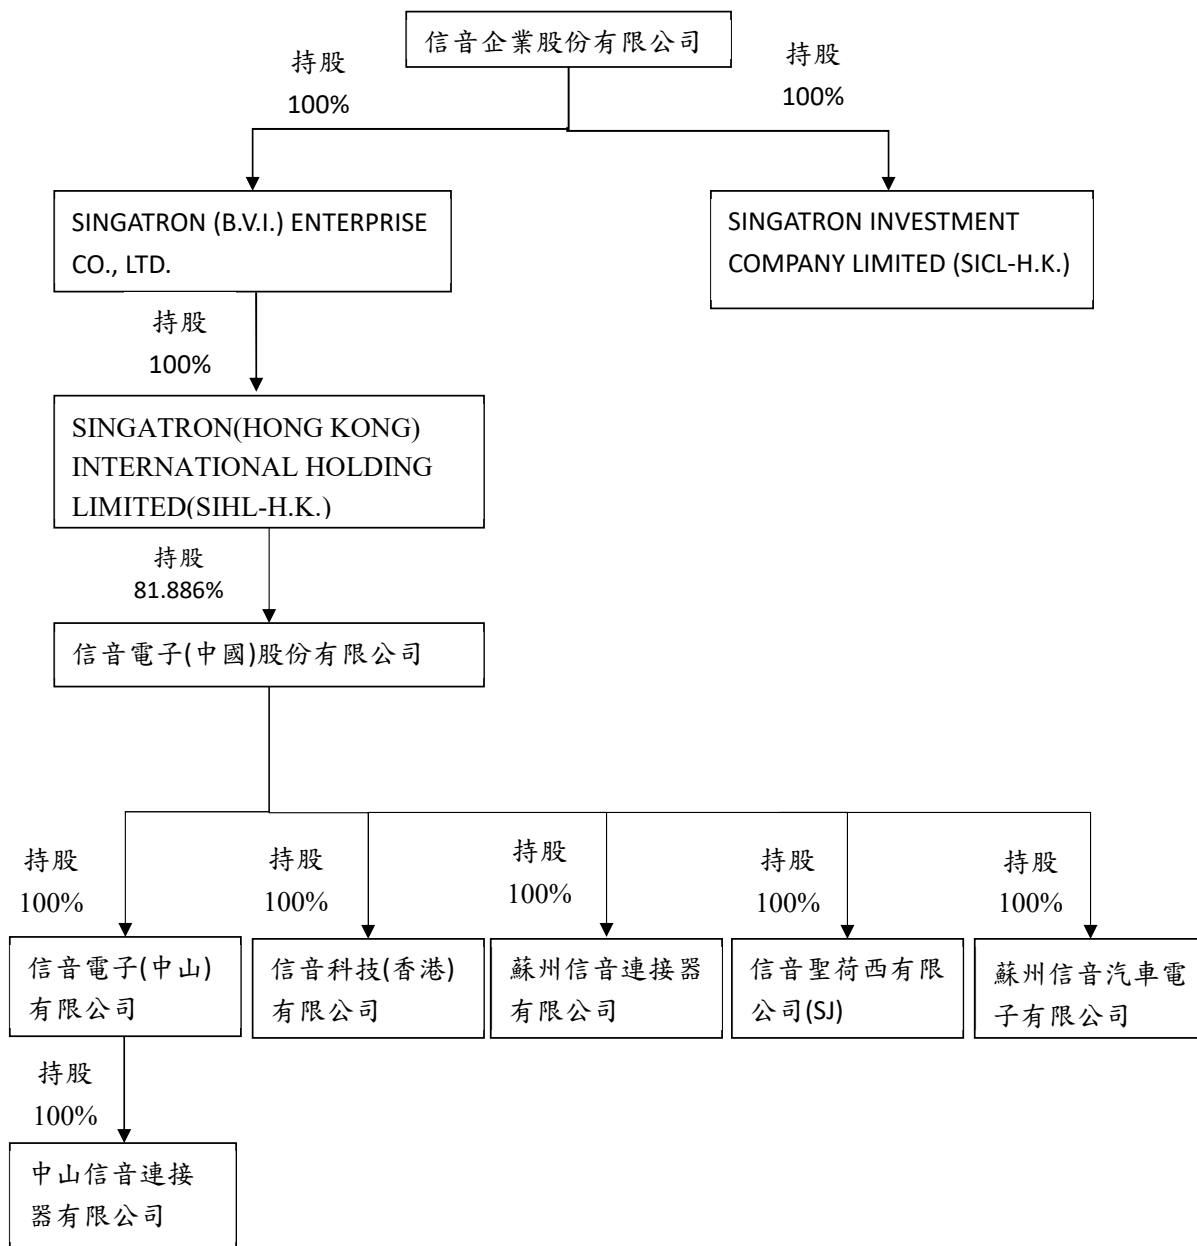 信音企業股份有限公司
持股
100%
持股
100%
SINGATRON (B.V.I.) ENTERPRISE
CO., LTD.
SINGATRON INVESTMENT
COMPANY LIMITED (SICL-H.K.)
持股
100%
SINGATRON(HONG KONG)
INTERNATIONAL HOLDING
LIMITED(SIHL-H.K.)
持股
81.886%
信音電子(中國)股份有限公司
持股
100%
持股
100%
持股
100%
持股
100%
持股
100%
信音電子(中山)
有限公司
信音科技(香港)
有限公司
蘇州信音連接器
有限公司
信音聖荷西有限
公司(SJ)
蘇州信音汽車電
子有限公司
持股
100%
中山信音連接
器有限公司